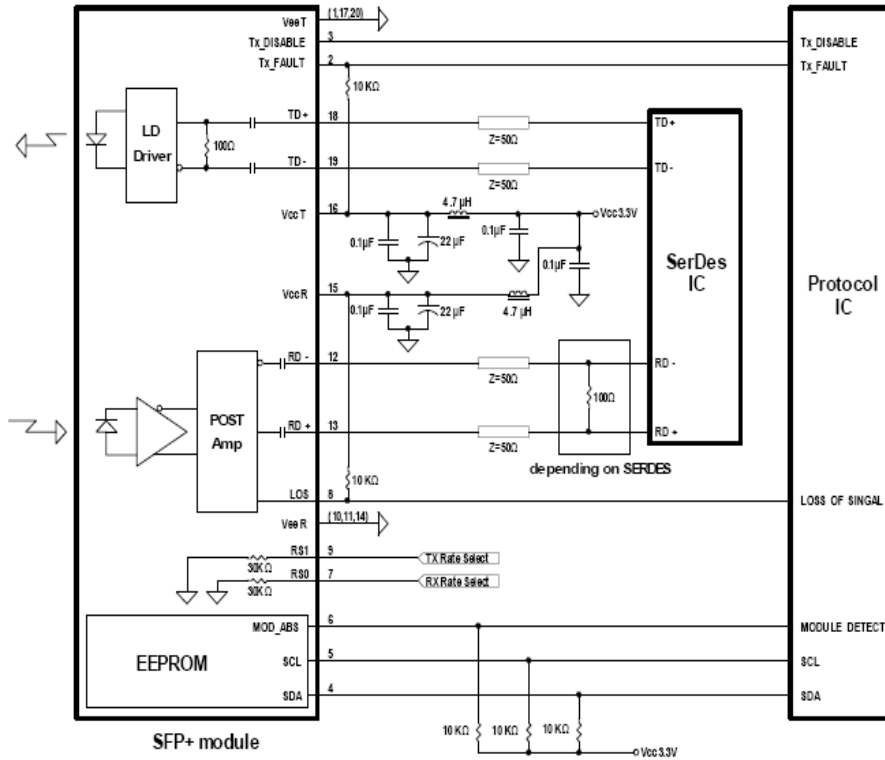 VeeT (1,17,20)
Tx_DISABLE 3 Tx_DISABLE
Tx_FAULT 2 Tx_FAULT
10 KΩ
LD
Driver
100Ω
TD+ 18 Z=50Ω TD+
TD - 19 Z=50Ω TD -
4.7 µH
VccT 16 Vcc3.3V
0.1µF 22 µF 0.1µF
0.1µF
SerDes
IC
Protocol
IC
VccR 15
0.1µF 22 µF 4.7 µH
RD - 12 Z=50Ω RD -
100Ω
POST
Amp
RD + 13 Z=50Ω RD +
depending on SERDES
10 KΩ
LOS 8 LOSS OF SINGAL
VeeR (10,11,14)
RS1 9 TX Rate Select
30KΩ
RS0 7 RX Rate Select
30KΩ
MOD_ABS 6 MODULE DETECT
EEPROM
SCL 5 SCL
SDA 4 SDA
10 KΩ 10 KΩ 10 KΩ
Vcc3.3V
SFP+ module